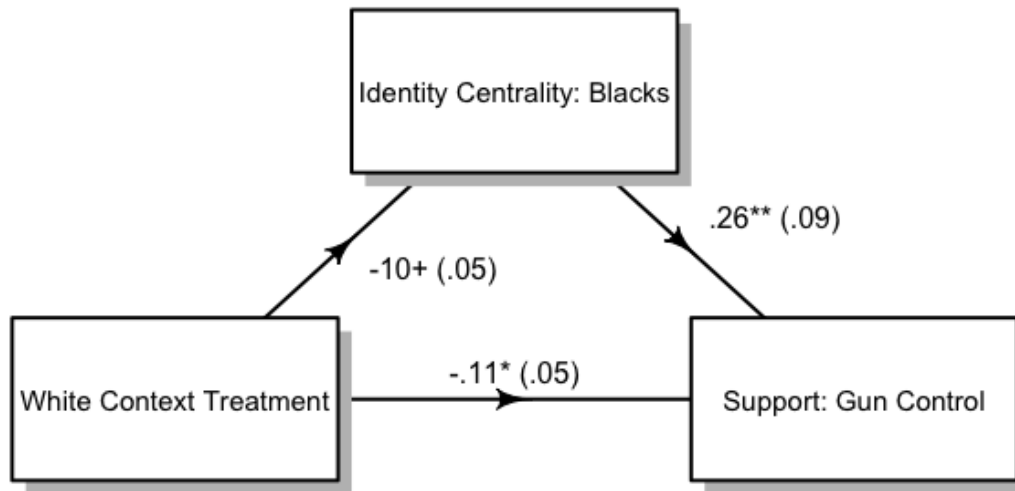 Identity Centrality: Blacks
.26** (.09)
-10+ (.05)
-.11* (.05)
White Context Treatment
Support: Gun Control